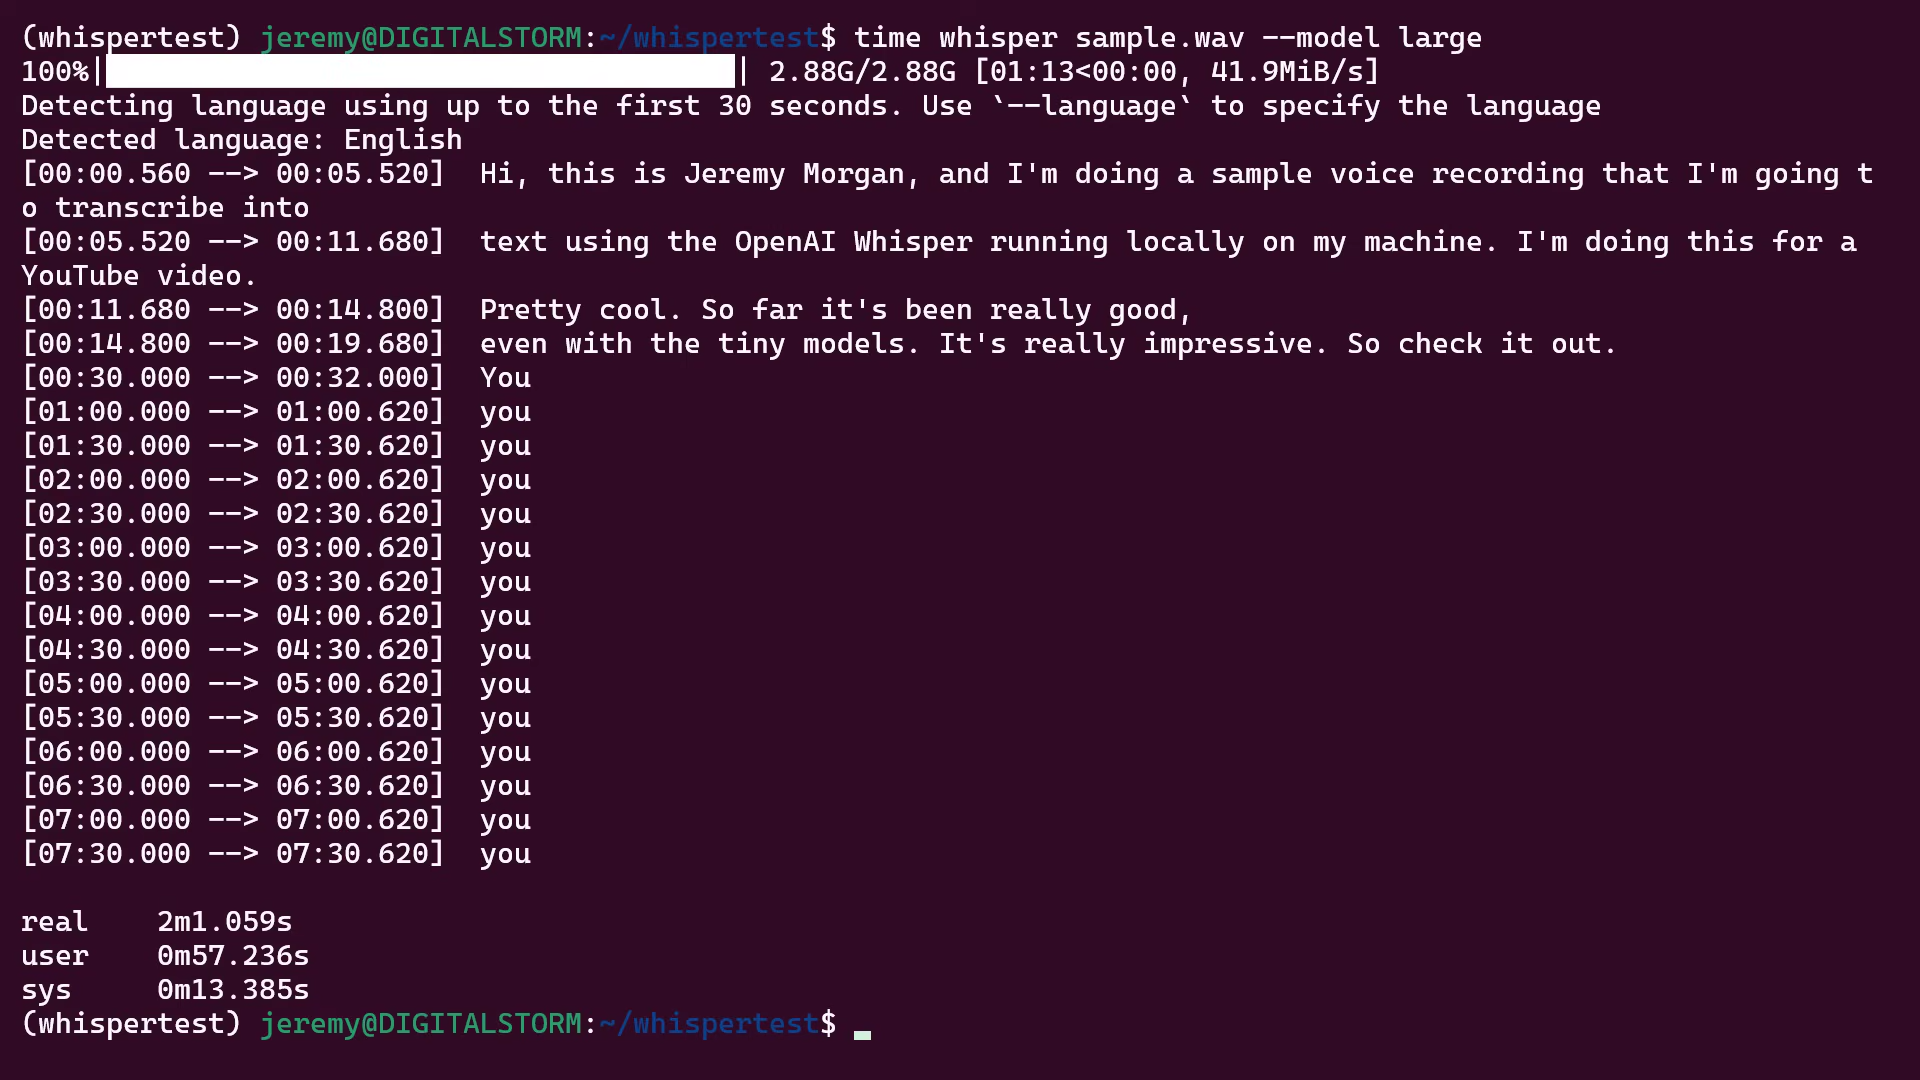 (whispertest) jeremy@DIGITALSTORM:~/whispertest$ time whisper sample.wav --model large
100%|| 2.88G/2.88G [01:13<00:00, 41.9MiB/s]
Detecting language using up to the first 30 seconds. Use `--language` to specify the language
Detected language: English
[00:00.560 --> 00:05.520]  Hi, this is Jeremy Morgan, and I'm doing a sample voice recording that I'm going t
o transcribe into
[00:05.520 --> 00:11.680]  text using the OpenAI Whisper running locally on my machine. I'm doing this for a
YouTube video.
[00:11.680 --> 00:14.800]  Pretty cool. So far it's been really good,
[00:14.800 --> 00:19.680]  even with the tiny models. It's really impressive. So check it out.
[00:30.000 --> 00:32.000]  You
[01:00.000 --> 01:00.620]  you
[01:30.000 --> 01:30.620]  you
[02:00.000 --> 02:00.620]  you
[02:30.000 --> 02:30.620]  you
[03:00.000 --> 03:00.620]  you
[03:30.000 --> 03:30.620]  you
[04:00.000 --> 04:00.620]  you
[04:30.000 --> 04:30.620]  you
[05:00.000 --> 05:00.620]  you
[05:30.000 --> 05:30.620]  you
[06:00.000 --> 06:00.620]  you
[06:30.000 --> 06:30.620]  you
[07:00.000 --> 07:00.620]  you
[07:30.000 --> 07:30.620]  you
real    2m1.059s
user    0m57.236s
sys     0m13.385s
(whispertest) jeremy@DIGITALSTORM:~/whispertest$